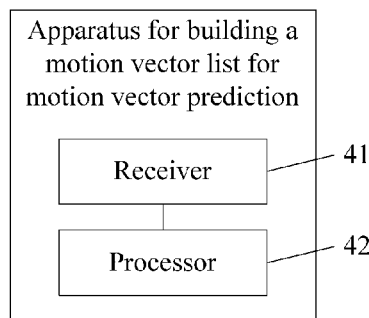 Apparatus for building a
motion vector list for
motion vector prediction
Receiver
41
Processor
42